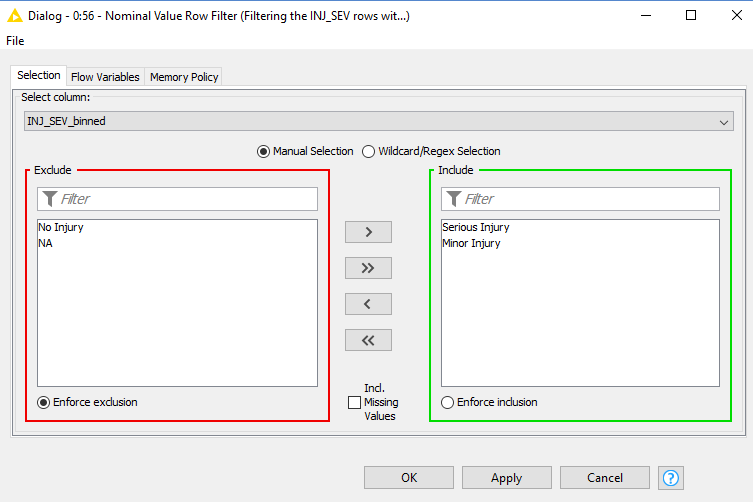 Dialog - 0:56 - Nominal Value Row Filter (Filtering the INJ_SEV rows wit...)
File
Selection
Flow Variables
Memory Policy
Select column:
INJ_SEV_binned
Manual Selection
Wildcard/Regex Selection
Exclude
Filter
No Injury
NA
Enforce exclusion
>
>>
<
<<
Incl.
Missing
Values
Include
Filter
Serious Injury
Minor Injury
Enforce inclusion
OK
Apply
Cancel
?